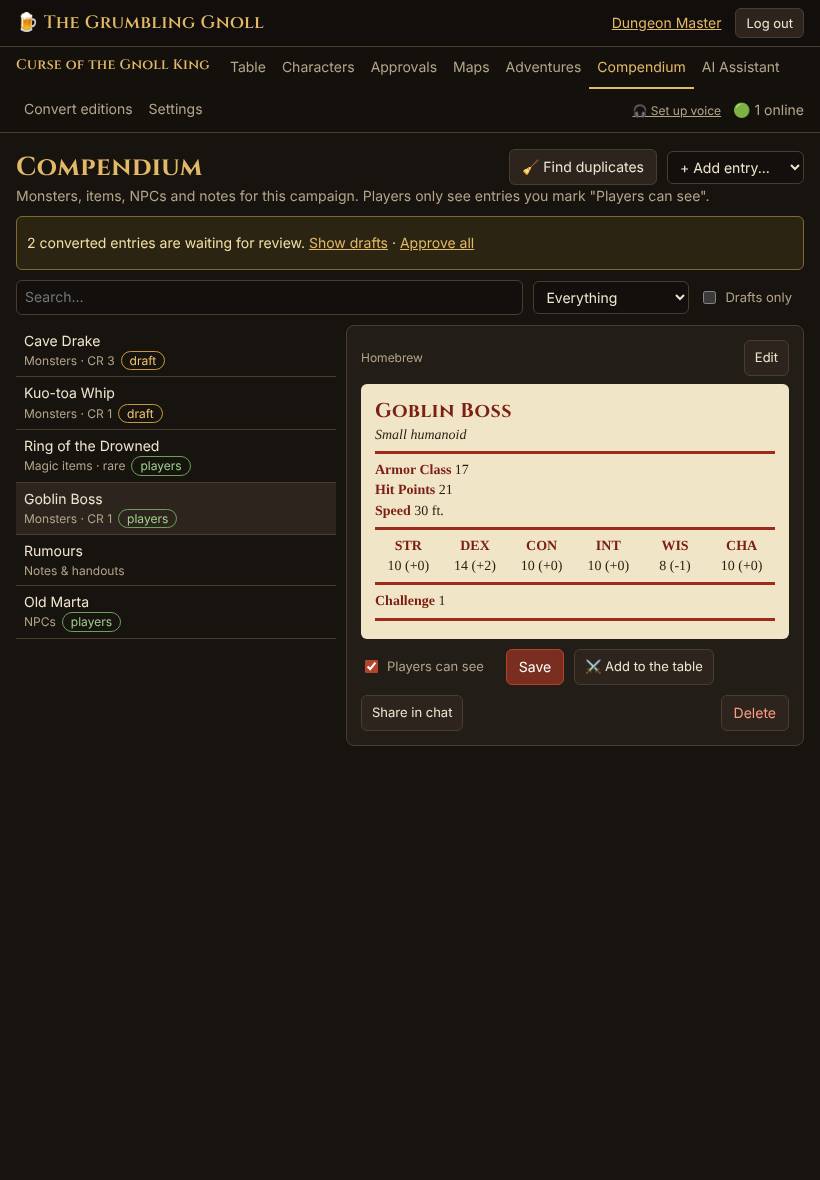 🍺 The Grumbling Gnoll
Dungeon Master
Log out
Curse of the Gnoll King
Table
Characters
Approvals
Maps
Adventures
Compendium
AI Assistant
Convert editions
Settings
🎧 Set up voice
🟢 1 online
Compendium
🧹 Find duplicates
+ Add entry...
Monsters, items, NPCs and notes for this campaign. Players only see entries you mark "Players can see".
2 converted entries are waiting for review. Show drafts · Approve all
Search...
Everything
Drafts only
Cave Drake
Monsters · CR 3 draft
Kuo-toa Whip
Monsters · CR 1 draft
Ring of the Drowned
Magic items · rare players
Goblin Boss
Monsters · CR 1 players
Rumours
Notes & handouts
Old Marta
NPCs players
Homebrew
Edit
Goblin Boss
Small humanoid
Armor Class 17
Hit Points 21
Speed 30 ft.
STR DEX CON INT WIS CHA
10 (+0) 14 (+2) 10 (+0) 10 (+0) 8 (-1) 10 (+0)
Challenge 1
Players can see
Save
⚔️ Add to the table
Share in chat
Delete